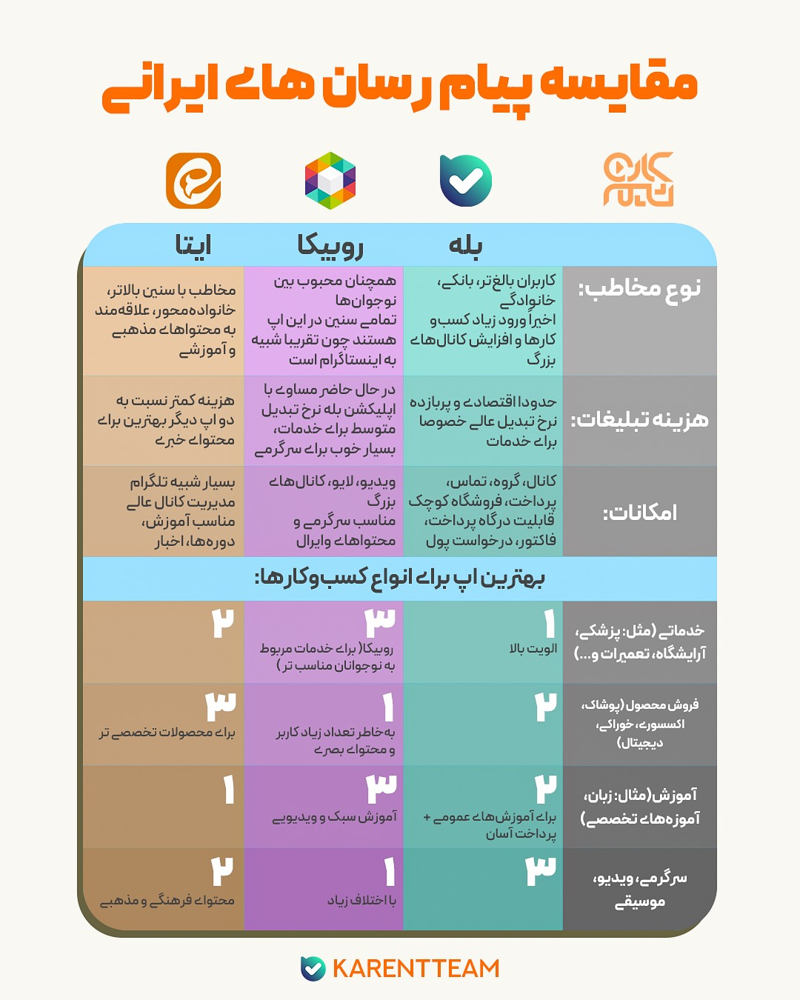 مقایسه پیام رسان های ایرانی
کارن
تیم
بله
روبیکا
ایتا
نوع مخاطب:
کاربران بالغ‌تر، بانکی،
خانوادگی
اخیراً ورود زیاد کسب‌و
کارها و افزایش کانال‌های
بزرگ
همچنان محبوب بین
نوجوان‌ها
تمامی سنین در این اپ
هستند چون تقریبا شبیه
به اینستاگرام است
مخاطب با سنین بالاتر،
خانواده‌محور، علاقه‌مند
به محتواهای مذهبی
و آموزشی
هزینه تبلیغات:
حدودا اقتصادی و پربازده
نرخ تبدیل عالی خصوصا
برای خدمات
در حال حاضر مساوی با
اپلیکشن بله نرخ تبدیل
متوسط برای خدمات،
بسیار خوب برای سرگرمی
هزینه کمتر نسبت به
دو اپ دیگر بهترین برای
محتوای خبری
امکانات:
کانال، گروه، تماس،
پرداخت، فروشگاه کوچک
قابلیت درگاه پرداخت،
فاکتور، درخواست پول
ویدیو، لایو، کانال‌های
بزرگ
مناسب سرگرمی و
محتواهای وایرال
بسیار شبیه تلگرام
مدیریت کانال عالی
مناسب آموزش،
دوره‌ها، اخبار
بهترین اپ برای انواع کسب‌وکارها:
خدماتی (مثل: پزشکی،
آرایشگاه، تعمیرات و...)
۱
الویت بالا
۳
روبیکا( برای خدمات مربوط
به نوجوانان مناسب تر )
۲
فروش محصول (پوشاک،
اکسسوری، خوراکی،
دیجیتال)
۲
۱
به‌خاطر تعداد زیاد کاربر
و محتوای بصری
۳
برای محصولات تخصصی تر
آموزش(مثال: زبان،
آموزه‌های تخصصی)
۲
برای آموزش‌های عمومی +
پرداخت آسان
۳
آموزش سبک و ویدیویی
۱
سرگرمی، ویدیو،
موسیقی
۳
۱
با اختلاف زیاد
۲
محتوای فرهنگی و مذهبی
KARENTTEAM